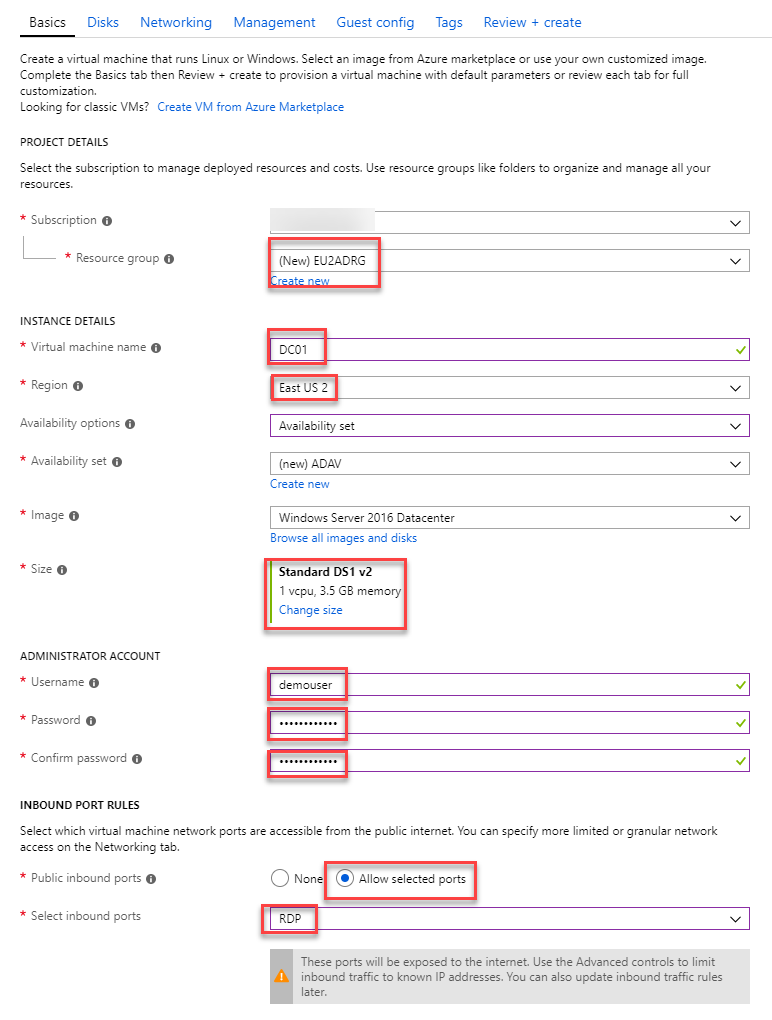 Basics Disks Networking Management Guest config Tags Review + create
Create a virtual machine that runs Linux or Windows. Select an image from Azure marketplace or use your own customized image.
Complete the Basics tab then Review + create to provision a virtual machine with default parameters or review each tab for full
customization.
Looking for classic VMs? Create VM from Azure Marketplace
PROJECT DETAILS
Select the subscription to manage deployed resources and costs. Use resource groups like folders to organize and manage all your
resources.
* Subscription
* Resource group (New) EU2ADRG
Create new
INSTANCE DETAILS
* Virtual machine name DC01
* Region East US 2
Availability options Availability set
* Availability set (new) ADAV
Create new
* Image Windows Server 2016 Datacenter
Browse all images and disks
* Size Standard DS1 v2
1 vcpu, 3.5 GB memory
Change size
ADMINISTRATOR ACCOUNT
* Username demouser
* Password ••••••••••••
* Confirm password ••••••••••••
INBOUND PORT RULES
Select which virtual machine network ports are accessible from the public internet. You can specify more limited or granular network
access on the Networking tab.
* Public inbound ports None Allow selected ports
* Select inbound ports RDP
These ports will be exposed to the internet. Use the Advanced controls to limit
inbound traffic to known IP addresses. You can also update inbound traffic rules
later.